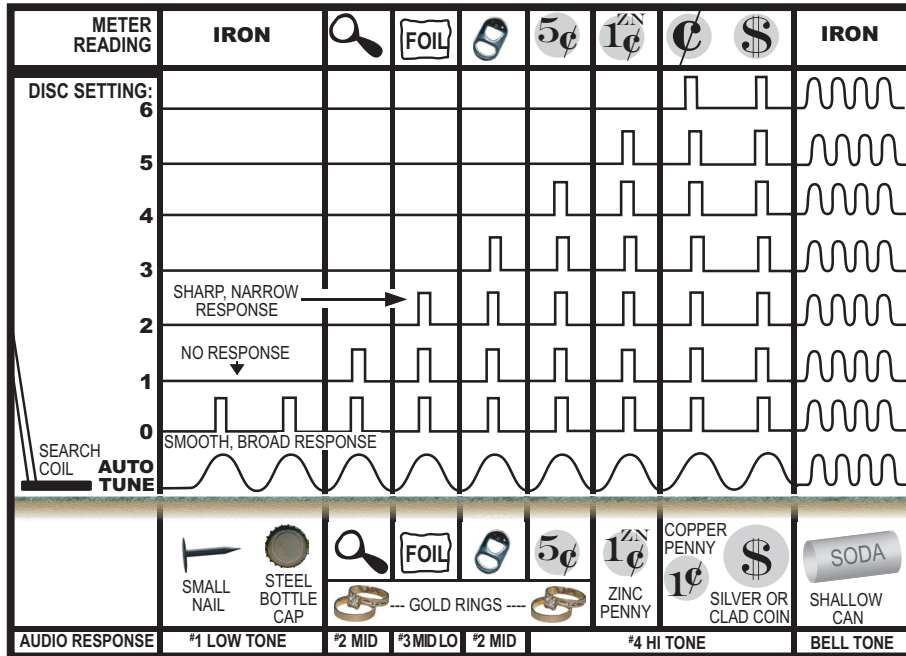 METER
READING
IRON
FOIL
5¢
ZN
1¢
¢
$
IRON
DISC SETTING:
6
5
4
3
SHARP, NARROW
RESPONSE
2
NO RESPONSE
1
0
SMOOTH, BROAD RESPONSE
SEARCH
COIL
AUTO
TUNE
SMALL
NAIL
STEEL
BOTTLE
CAP
FOIL
5¢
--- GOLD RINGS ----
1¢ ZN
ZINC
PENNY
COPPER
PENNY
1¢
$
SILVER OR
CLAD COIN
SODA
SHALLOW
CAN
AUDIO RESPONSE
#1 LOW TONE
#2 MID
#3 MID LO
#2 MID
#4 HI TONE
BELL TONE